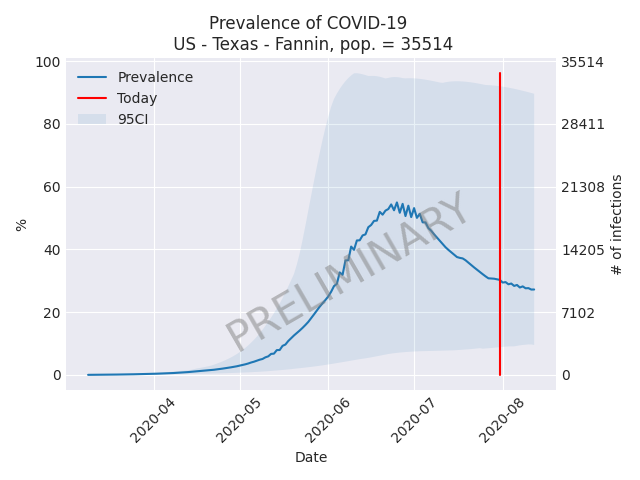 Prevalence of COVID-19
US - Texas - Fannin, pop. = 35514
100
80
60
40
20
0
%
35514
28411
21308
14205
7102
0
# of infections
Prevalence
Today
95CI
PRELIMINARY
2020-04
2020-05
2020-06
2020-07
2020-08
Date